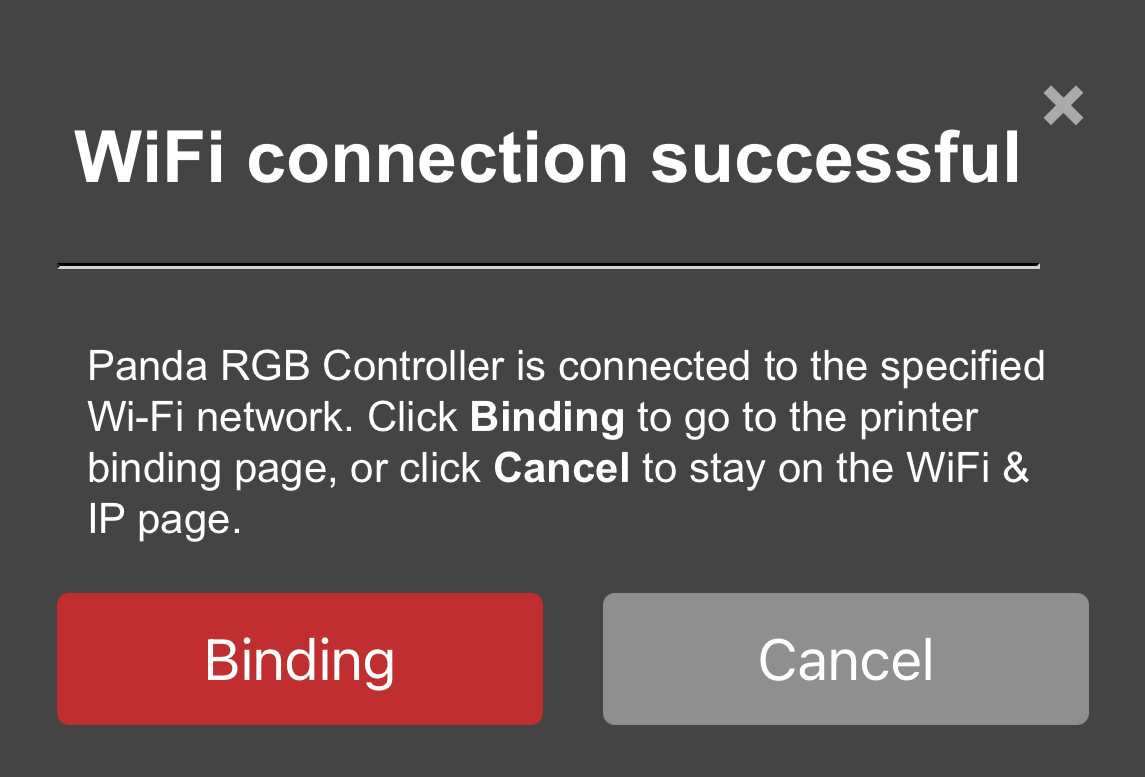 WiFi connection successful
Panda RGB Controller is connected to the specified
Wi-Fi network. Click Binding to go to the printer
binding page, or click Cancel to stay on the WiFi &
IP page.
Binding
Cancel